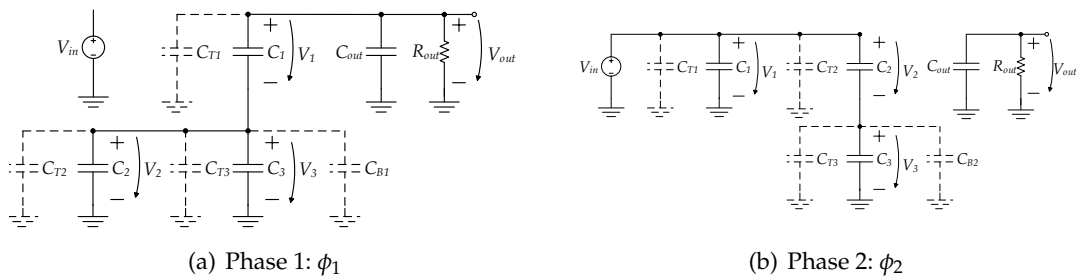 V_in
C_T1
+
C_1
−
V_1
C_out
R_out
+
−
V_out
C_T2
+
C_2
−
V_2
C_T3
+
C_3
−
V_3
C_B1
(a) Phase 1: ϕ_1
V_in
C_T1
+
C_1
−
V_1
C_T2
+
C_2
−
V_2
C_out
R_out
+
−
V_out
C_T3
+
C_3
−
V_3
C_B2
(b) Phase 2: ϕ_2